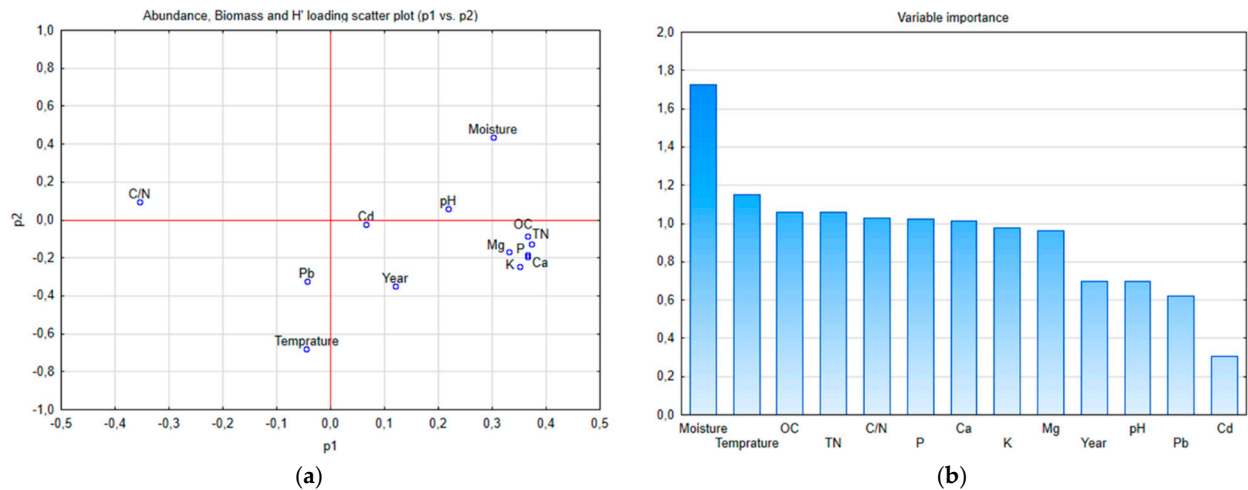 Abundance, Biomass and H' loading scatter plot (p1 vs. p2)
1,0
0,8
0,6
0,4
0,2
0,0
-0,2
-0,4
-0,6
-0,8
-1,0
p2
Moisture
C/N
pH
Cd
OC
TN
Mg
P
K
Ca
Pb
Year
Temprature
-0,5 -0,4 -0,3 -0,2 -0,1 0,0 0,1 0,2 0,3 0,4 0,5
p1
(a)
Variable importance
2,0
1,8
1,6
1,4
1,2
1,0
0,8
0,6
0,4
0,2
0,0
Moisture OC C/N Ca Mg pH Cd
Temprature TN P K Year Pb
(b)